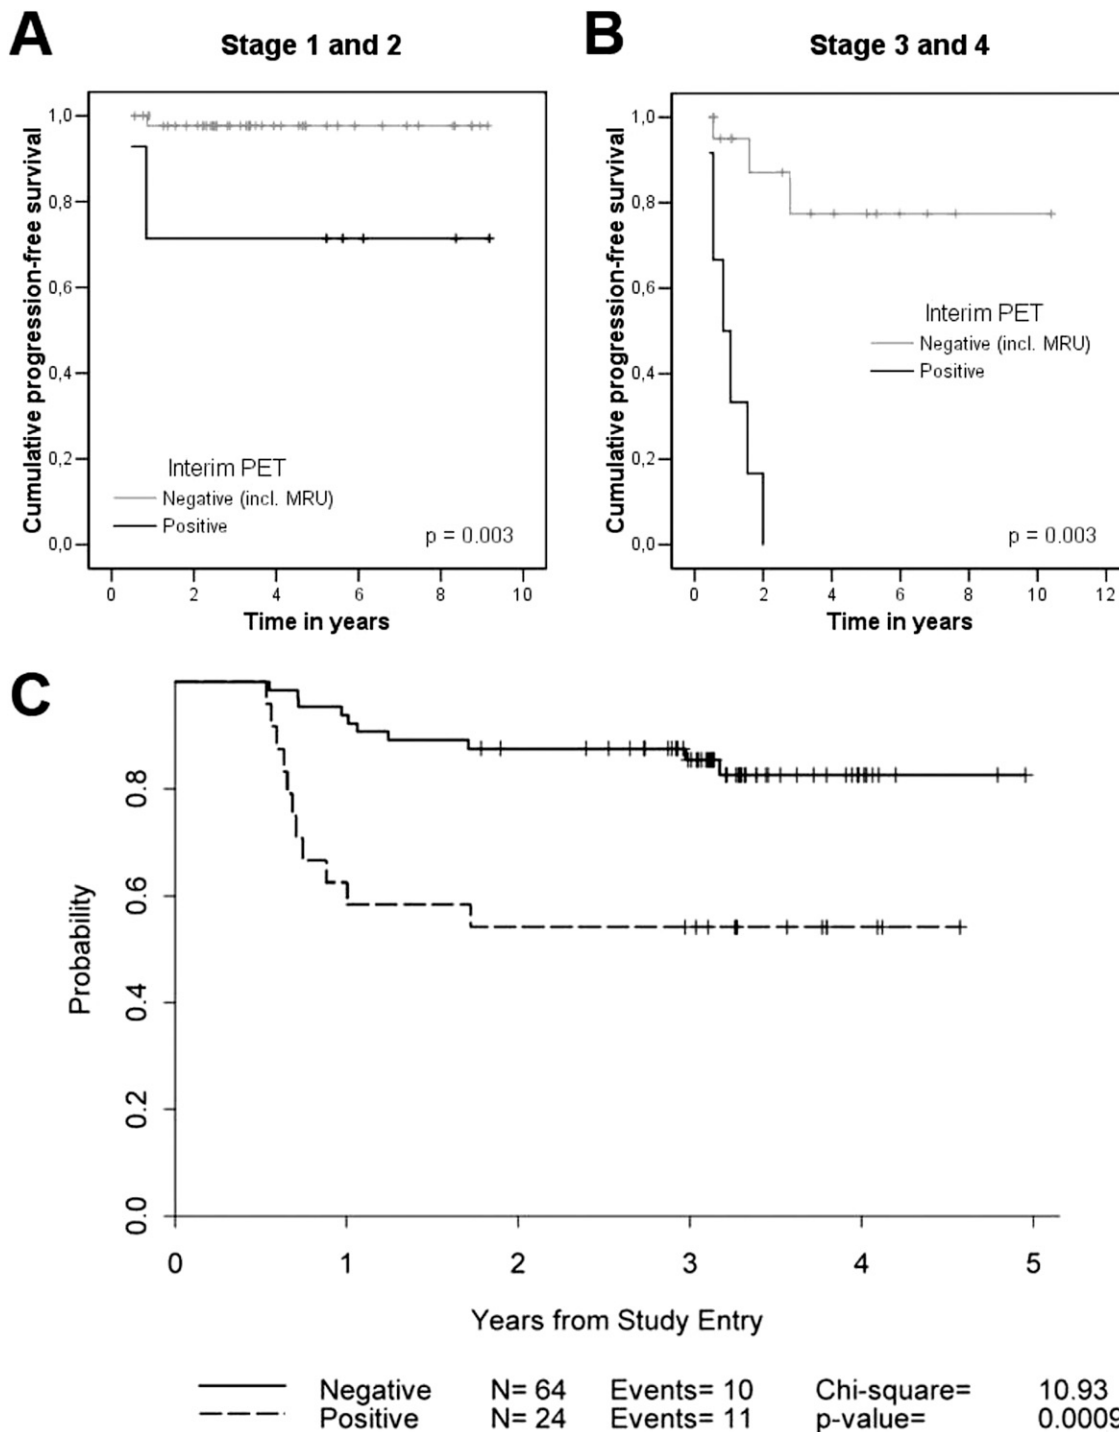 A
Stage 1 and 2
Cumulative progression-free survival
1,0
0,8
0,6
0,4
0,2
0,0
Interim PET
Negative (incl. MRU)
Positive
p = 0.003
0 2 4 6 8 10
Time in years
B
Stage 3 and 4
Cumulative progression-free survival
1,0
0,8
0,6
0,4
0,2
0,0
Interim PET
Negative (incl. MRU)
Positive
p = 0.003
0 2 4 6 8 10 12
Time in years
C
Probability
0.8
0.6
0.4
0.2
0.0
0 1 2 3 4 5
Years from Study Entry
Negative N= 64 Events= 10 Chi-square= 10.93
Positive N= 24 Events= 11 p-value= 0.0009